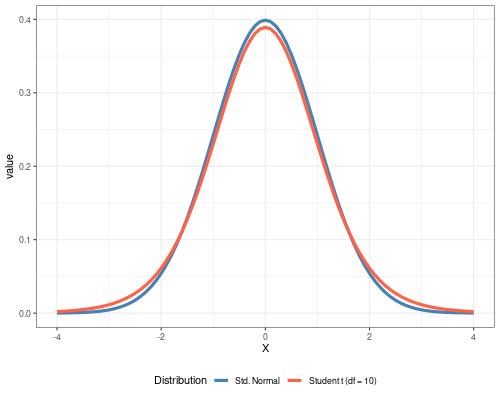 0.4
0.3
0.2
0.1
0.0
value
-4 -2 0 2 4
X
Distribution Std. Normal Student t (df = 10)